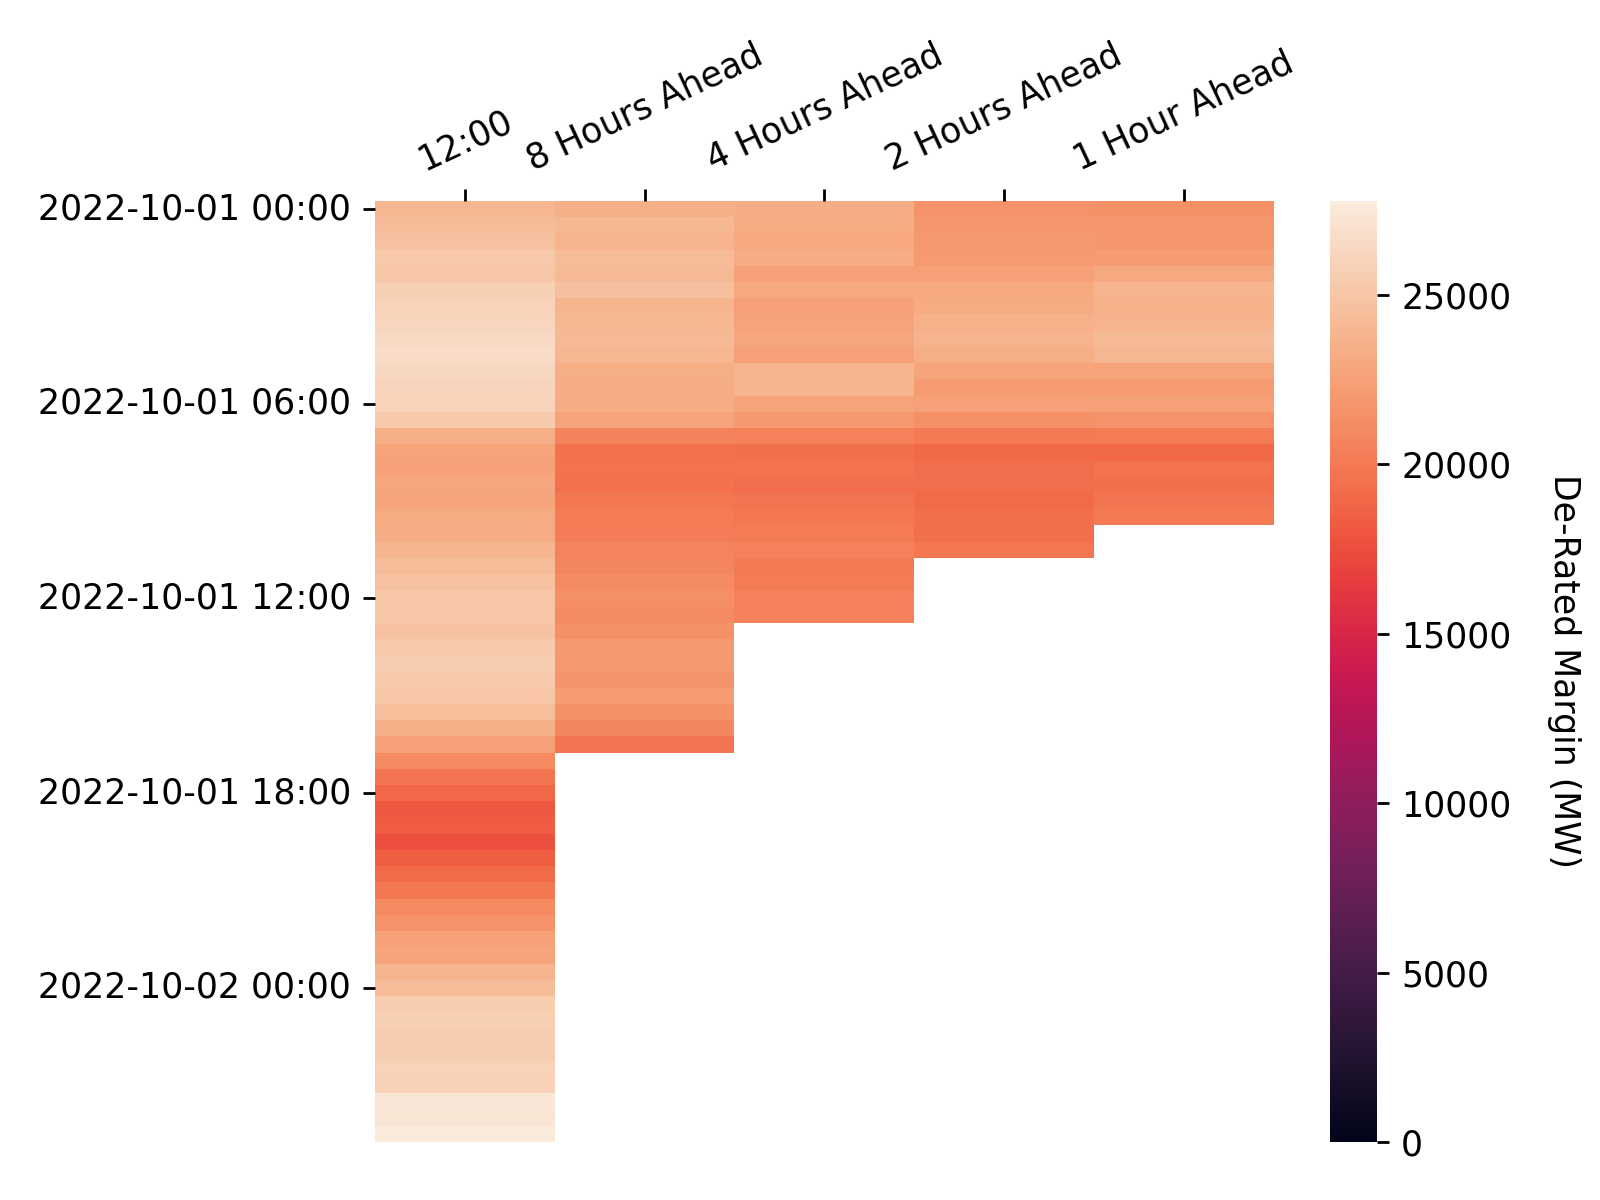 12:00
8 Hours Ahead
4 Hours Ahead
2 Hours Ahead
1 Hour Ahead
2022-10-01 00:00
2022-10-01 06:00
2022-10-01 12:00
2022-10-01 18:00
2022-10-02 00:00
25000
20000
15000
10000
5000
0
De-Rated Margin (MW)